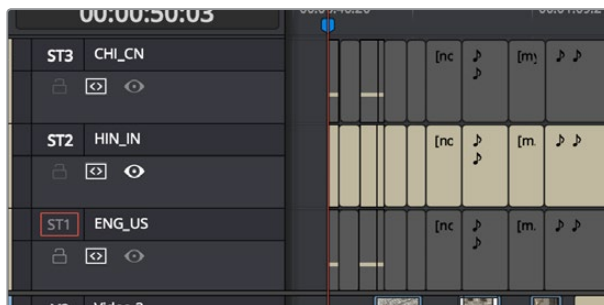 00:00:50:03
ST3 CHI_CN [nc ♪ [my ♪ ♪
♪
ST2 HIN_IN [nc ♪ [m. ♪ ♪
♪
ST1 ENG_US [nc ♪ [m. ♪ ♪
♪